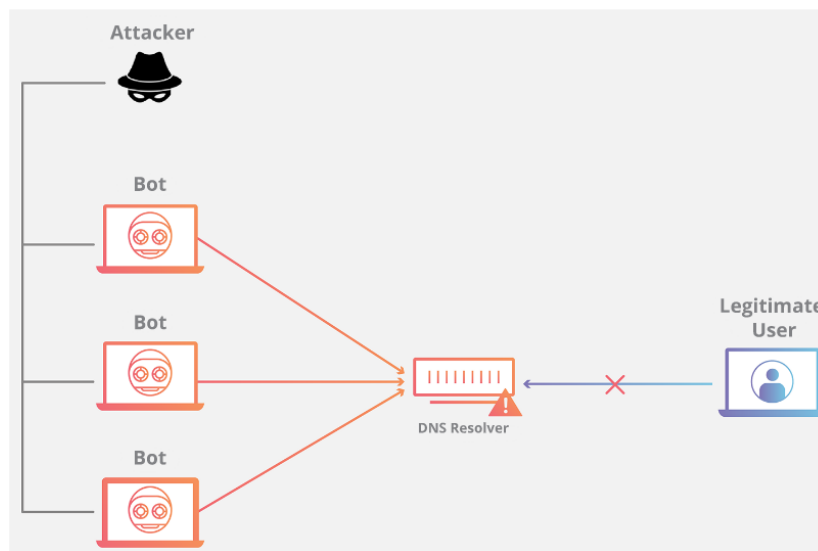 Attacker
Bot
Bot
Legitimate
User
DNS Resolver
Bot